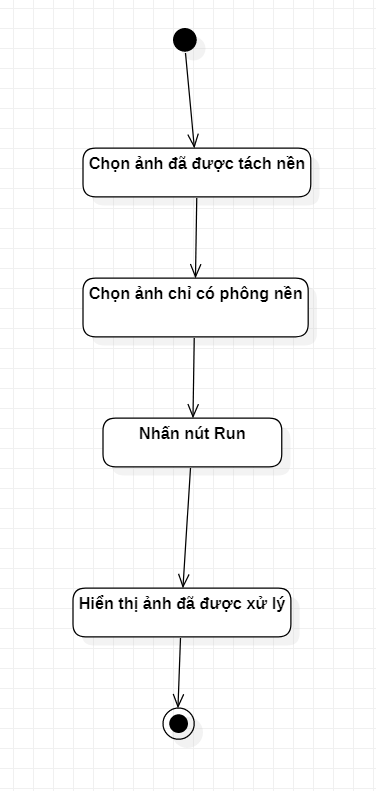 Chọn ảnh đã được tách nền
Chọn ảnh chỉ có phông nền
Nhấn nút Run
Hiển thị ảnh đã được xử lý